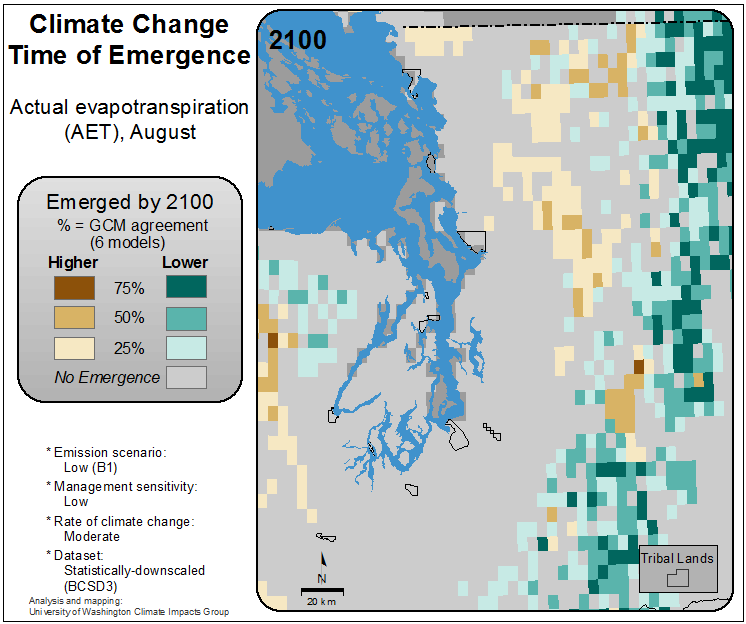 Climate Change
Time of Emergence
Actual evapotranspiration
(AET), August
Emerged by 2100
% = GCM agreement
(6 models)
Higher Lower
75%
50%
25%
No Emergence
* Emission scenario:
Low (B1)
* Management sensitivity:
Low
* Rate of climate change:
Moderate
* Dataset:
Statistically-downscaled
(BCSD3)
Analysis and mapping:
University of Washington Climate Impacts Group
2100
N
20 km
Tribal Lands